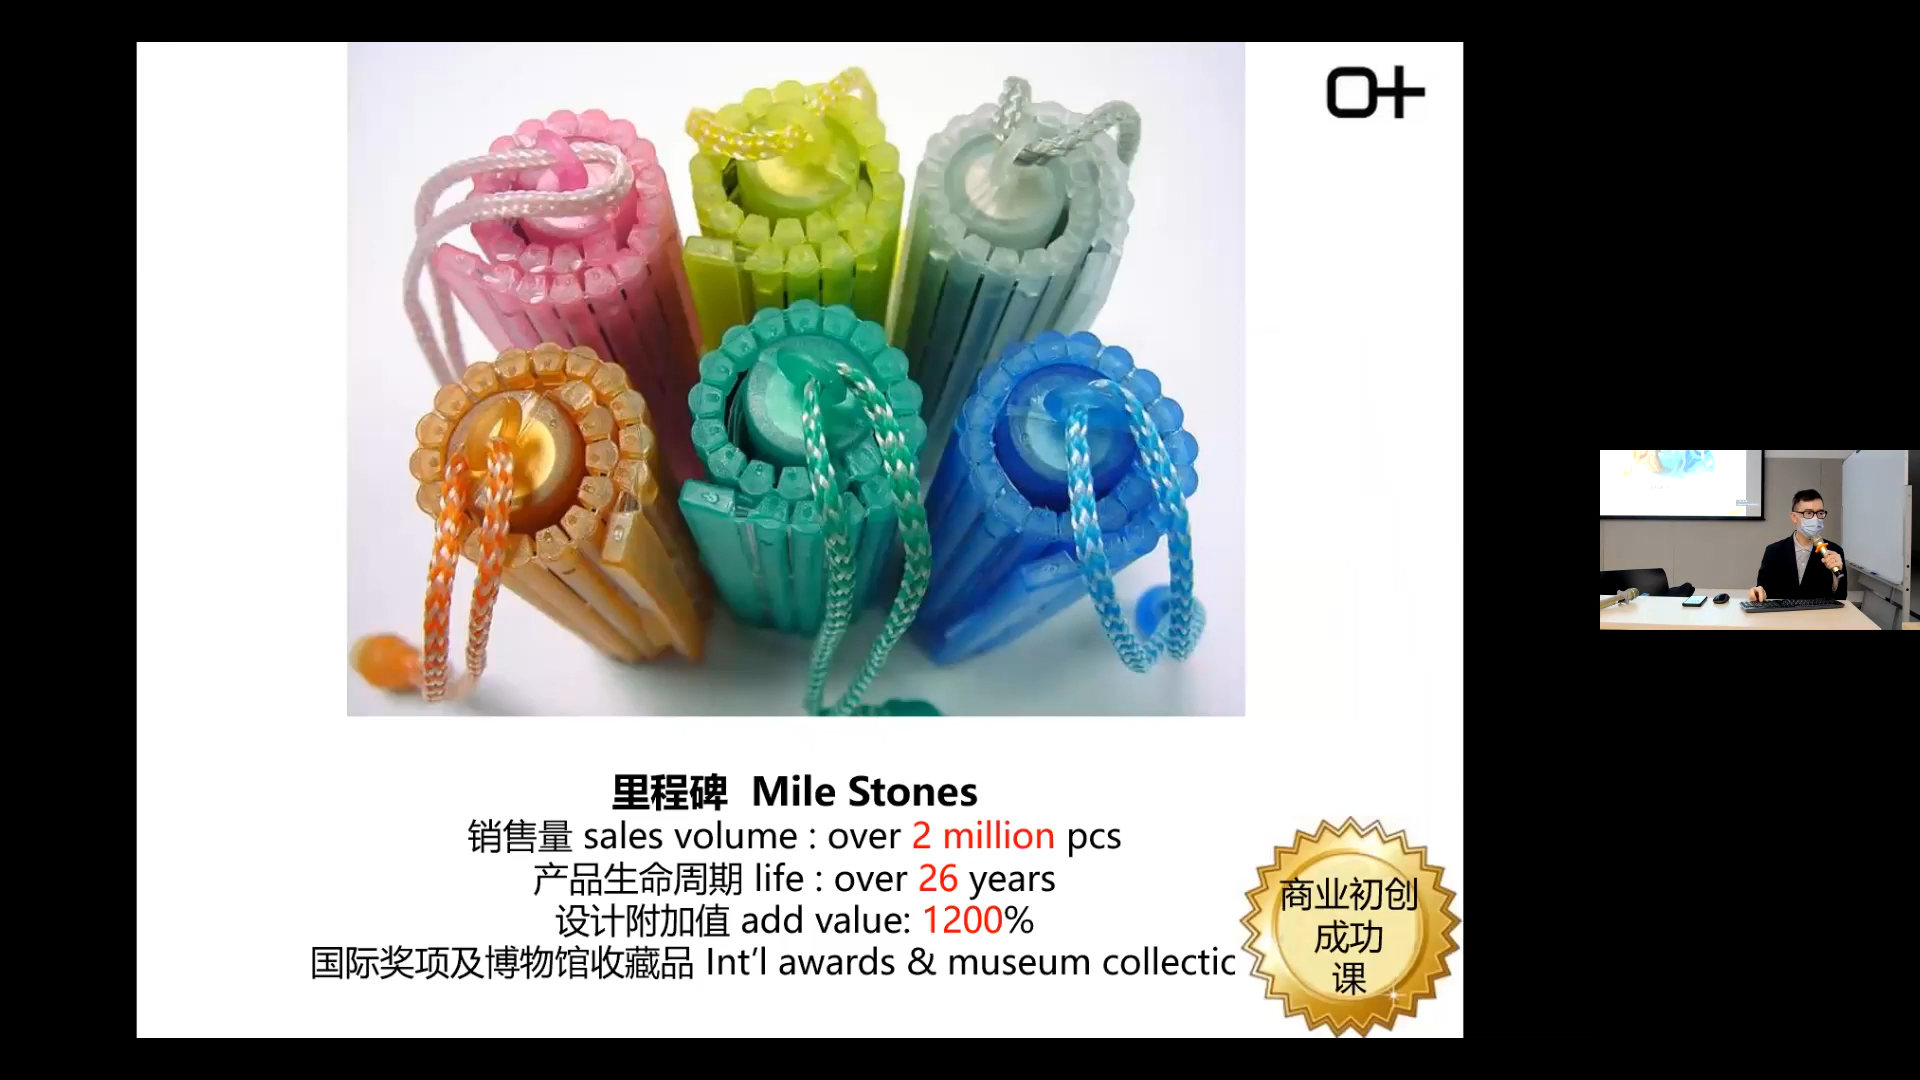 O+
里程碑 Mile Stones
销售量 sales volume : over 2 million pcs
产品生命周期 life : over 26 years
设计附加值 add value: 1200%
国际奖项及博物馆收藏品 Int'l awards & museum collectic
商业初创
成功
课